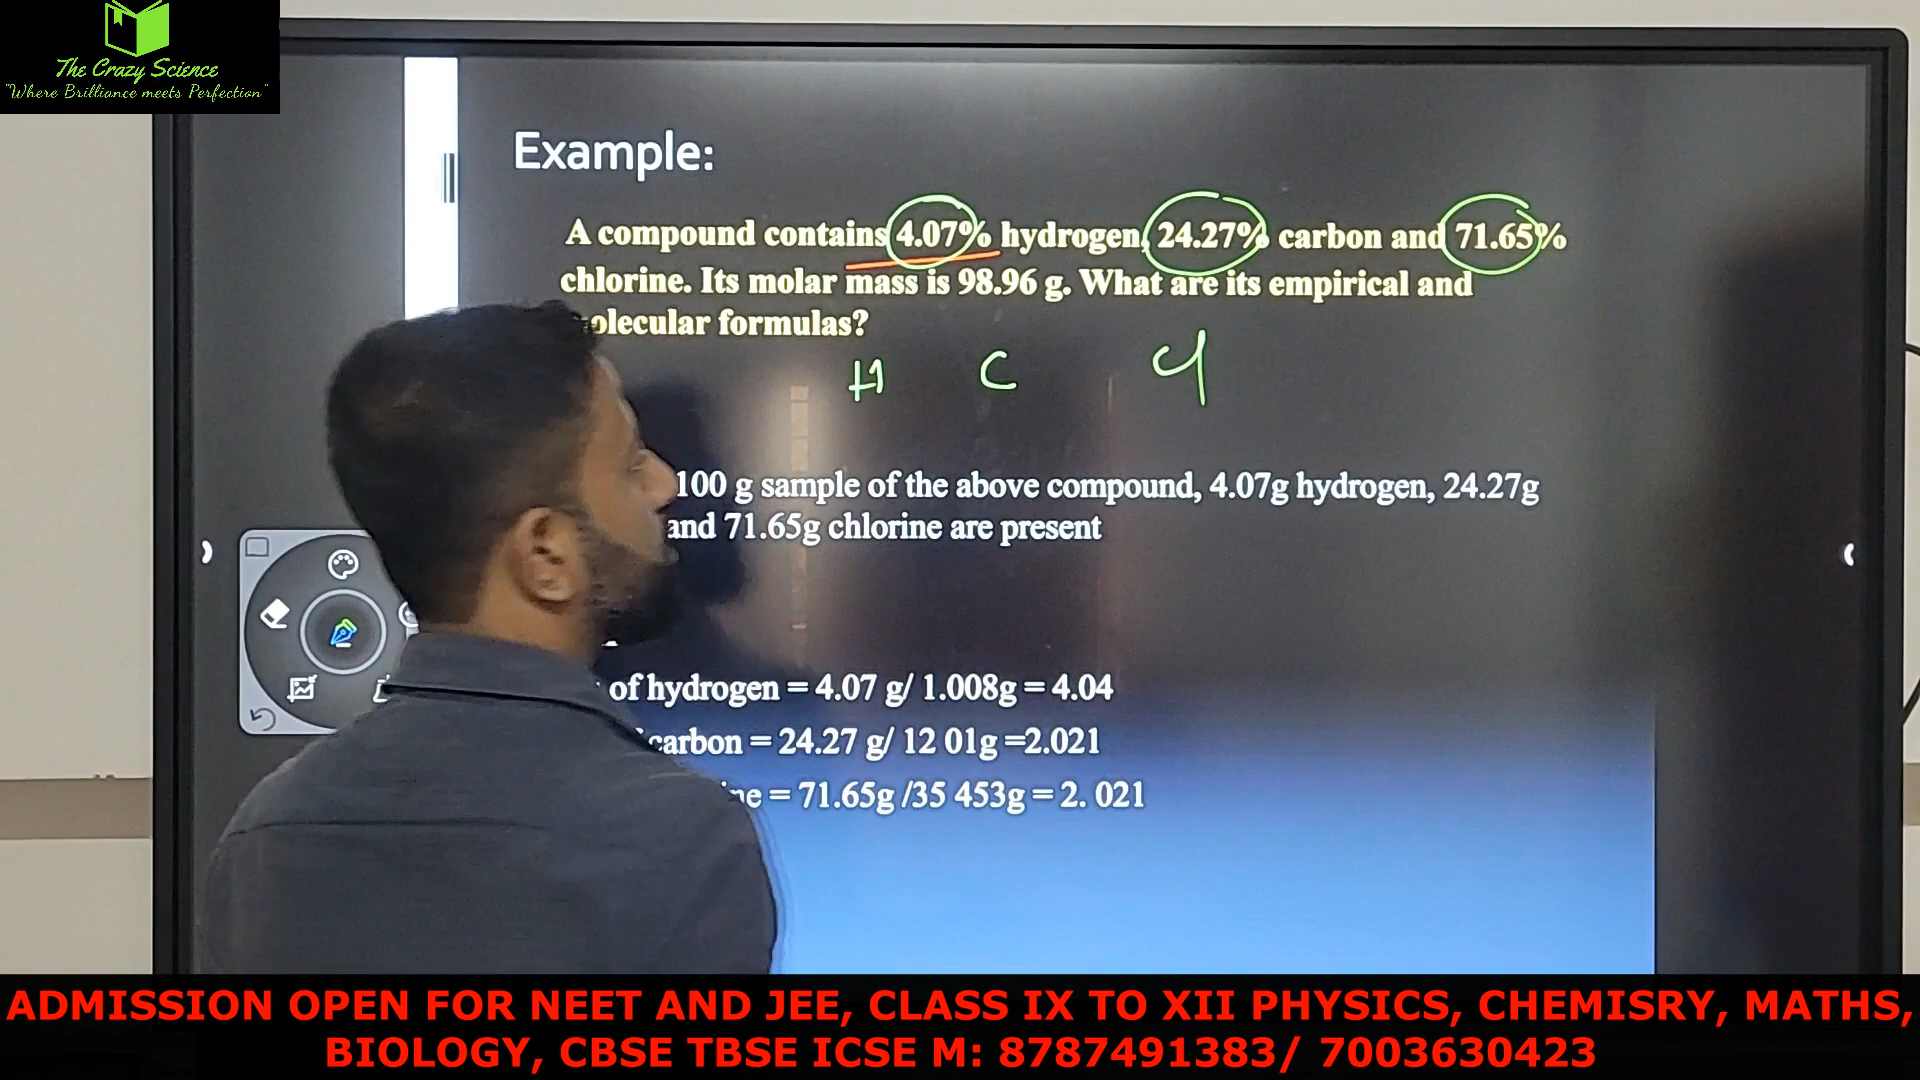 The Crazy Science
"Where Brilliance meets Perfection"
Example:
A compound contains 4.07% hydrogen, 24.27% carbon and 71.65%
chlorine. Its molar mass is 98.96 g. What are its empirical and
olecular formulas?
H C Cl
100 g sample of the above compound, 4.07g hydrogen, 24.27g
and 71.65g chlorine are present
of hydrogen = 4.07 g/ 1.008g = 4.04
carbon = 24.27 g/ 12 01g =2.021
ine = 71.65g /35 453g = 2. 021
ADMISSION OPEN FOR NEET AND JEE, CLASS IX TO XII PHYSICS, CHEMISRY, MATHS,
BIOLOGY, CBSE TBSE ICSE M: 8787491383/ 7003630423